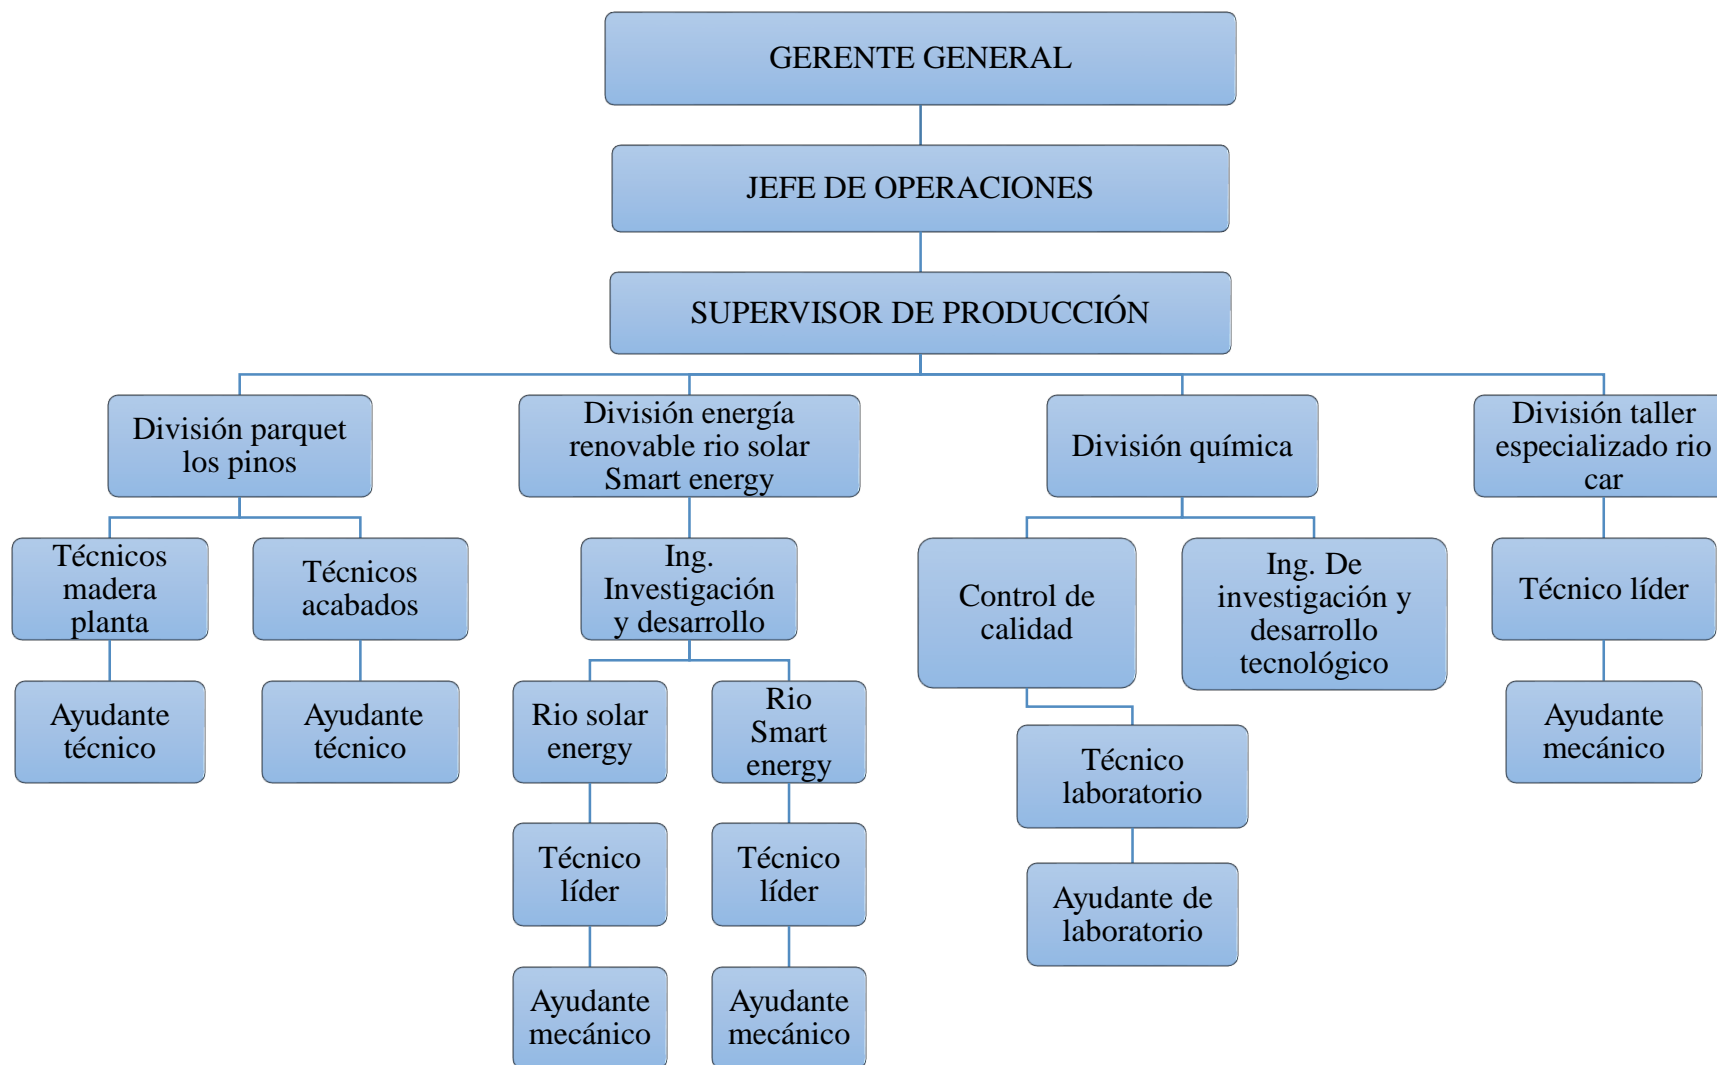 GERENTE GENERAL
JEFE DE OPERACIONES
SUPERVISOR DE PRODUCCIÓN
División parquet
los pinos
División energía
renovable rio solar
Smart energy
División química
División taller
especializado rio
car
Técnicos
madera
planta
Técnicos
acabados
Ing.
Investigación
y desarrollo
Control de
calidad
Ing. De
investigación y
desarrollo
tecnológico
Técnico líder
Ayudante
técnico
Ayudante
técnico
Rio solar
energy
Rio
Smart
energy
Técnico
laboratorio
Ayudante
mecánico
Técnico
líder
Técnico
líder
Ayudante de
laboratorio
Ayudante
mecánico
Ayudante
mecánico